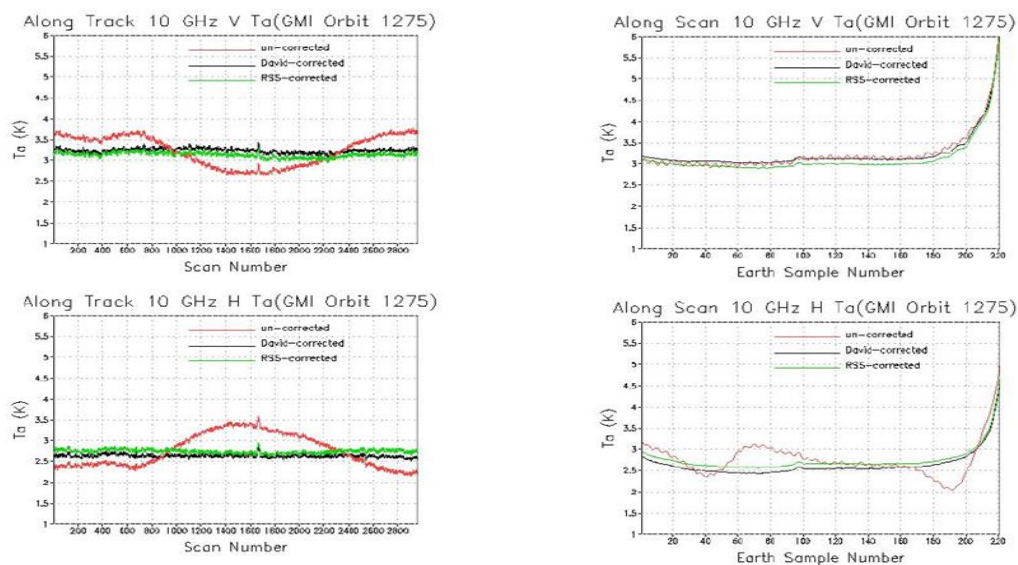 Along Track 10 GHz V Ta(GMI Orbit 1275)
un-corrected
David-corrected
RSS-corrected
Ta (K)
6
5.5
5
4.5
4
3.5
3
2.5
2
1.5
1
200 400 600 800 1000 1200 1400 1600 1800 2000 2200 2400 2600 2800
Scan Number
Along Scan 10 GHz V Ta(GMI Orbit 1275)
un-corrected
David-corrected
RSS-corrected
Ta (K)
6
5.5
5
4.5
4
3.5
3
2.5
2
1.5
1
20 40 60 80 100 120 140 160 180 200 220
Earth Sample Number
Along Track 10 GHz H Ta(GMI Orbit 1275)
un-corrected
David-corrected
RSS-corrected
Ta (K)
6
5.5
5
4.5
4
3.5
3
2.5
2
1.5
1
200 400 600 800 1000 1200 1400 1600 1800 2000 2200 2400 2600 2800
Scan Number
Along Scan 10 GHz H Ta(GMI Orbit 1275)
un-corrected
David-corrected
RSS-corrected
Ta (K)
6
5.5
5
4.5
4
3.5
3
2.5
2
1.5
1
20 40 60 80 100 120 140 160 180 200 220
Earth Sample Number